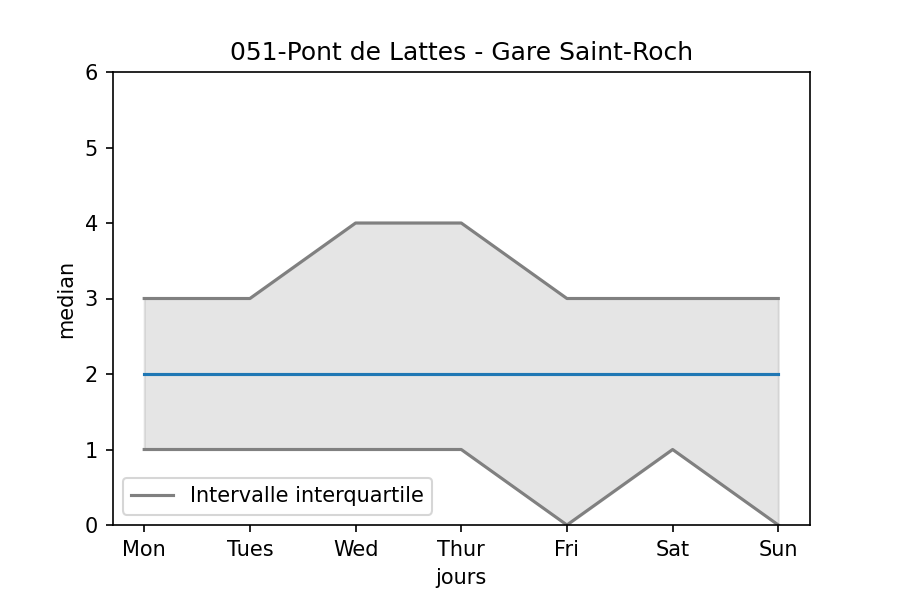 051-Pont de Lattes - Gare Saint-Roch
6
5
4
3
2
1
0
median
Intervalle interquartile
Mon Tues Wed Thur Fri Sat Sun
jours